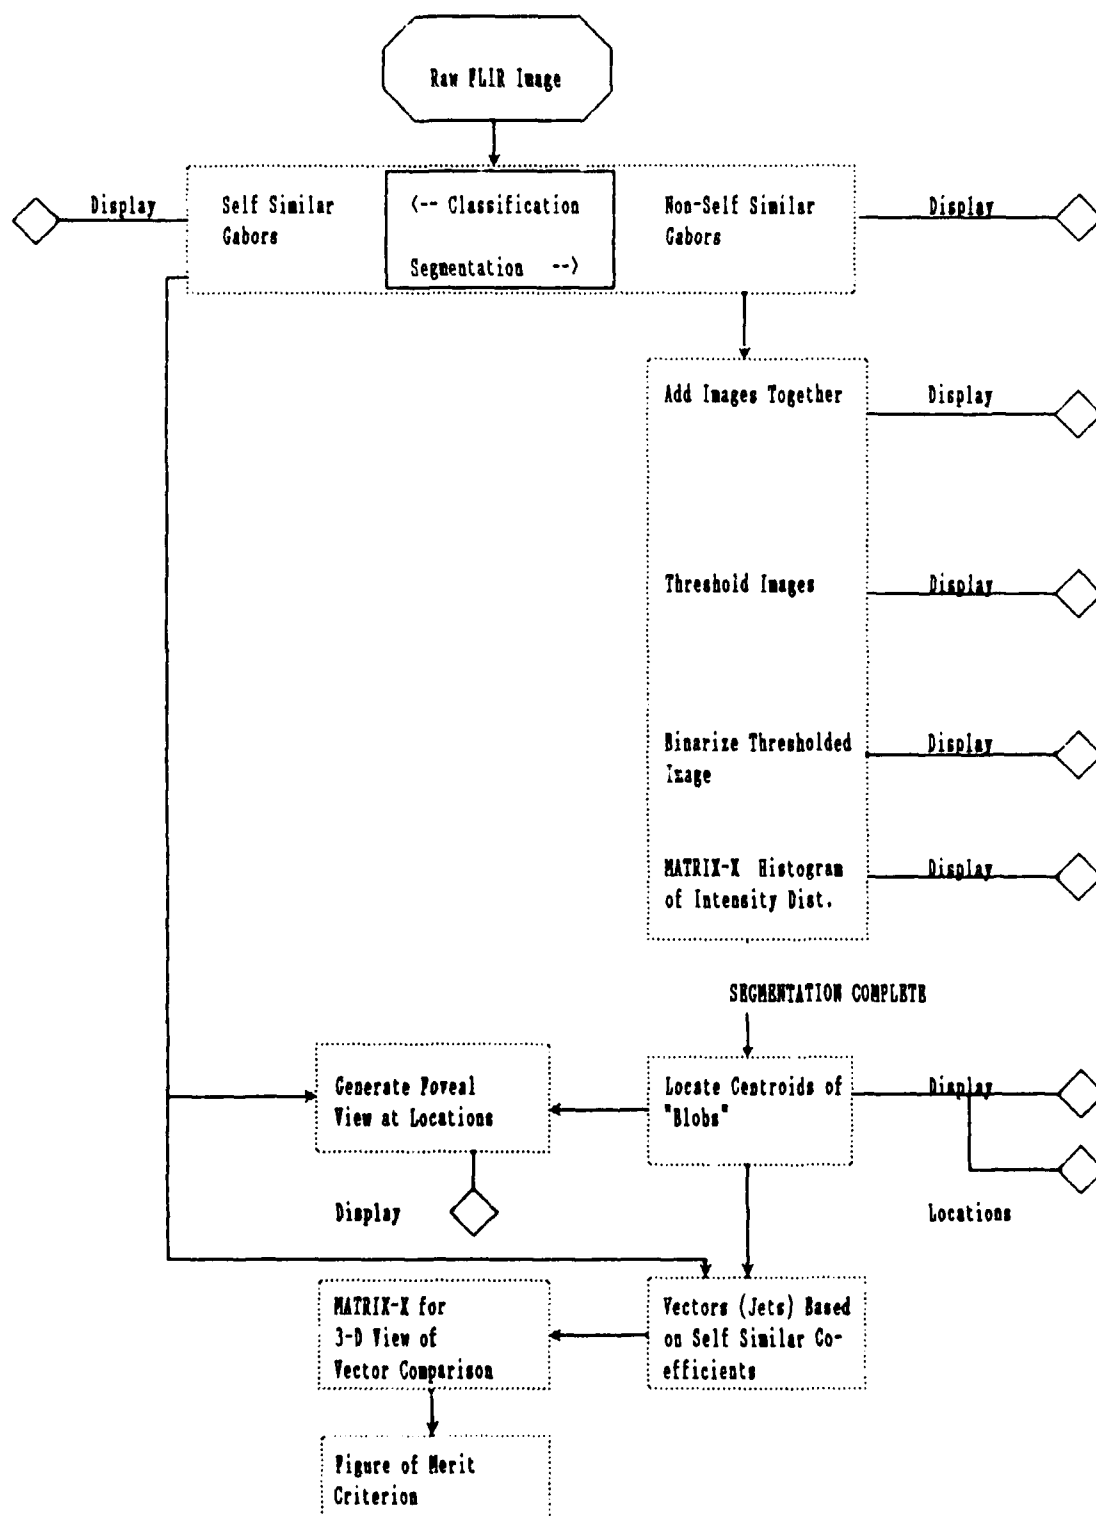 Raw FLIR Image
Display
Self Similar
Gabors
<-- Classification
Segmentation -->
Non-Self Similar
Gabors
Display
Add Images Together
Display
Threshold Images
Display
Binarize Thresholded
Image
Display
MATRIX-X Histogram
of Intensity Dist.
Display
SEGMENTATION COMPLETE
Generate Foveal
View at Locations
Locate Centroids of
"Blobs"
Display
Display
Locations
MATRIX-X for
3-D View of
Vector Comparison
Vectors (Jets) Based
on Self Similar Co-
efficients
Figure of Merit
Criterion